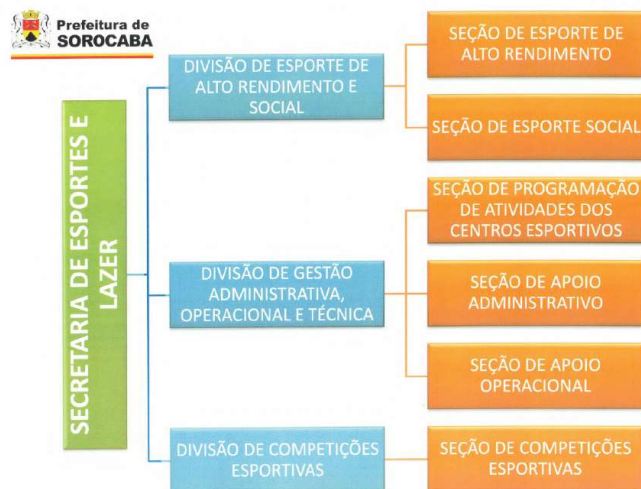 Prefeitura de
SOROCABA
SECRETARIA DE ESPORTES E
LAZER
DIVISÃO DE ESPORTE DE
ALTO RENDIMENTO E
SOCIAL
SEÇÃO DE ESPORTE DE
ALTO RENDIMENTO
SEÇÃO DE ESPORTE SOCIAL
DIVISÃO DE GESTÃO
ADMINISTRATIVA,
OPERACIONAL E TÉCNICA
SEÇÃO DE PROGRAMAÇÃO
DE ATIVIDADES DOS
CENTROS ESPORTIVOS
SEÇÃO DE APOIO
ADMINISTRATIVO
SEÇÃO DE APOIO
OPERACIONAL
DIVISÃO DE COMPETIÇÕES
ESPORTIVAS
SEÇÃO DE COMPETIÇÕES
ESPORTIVAS